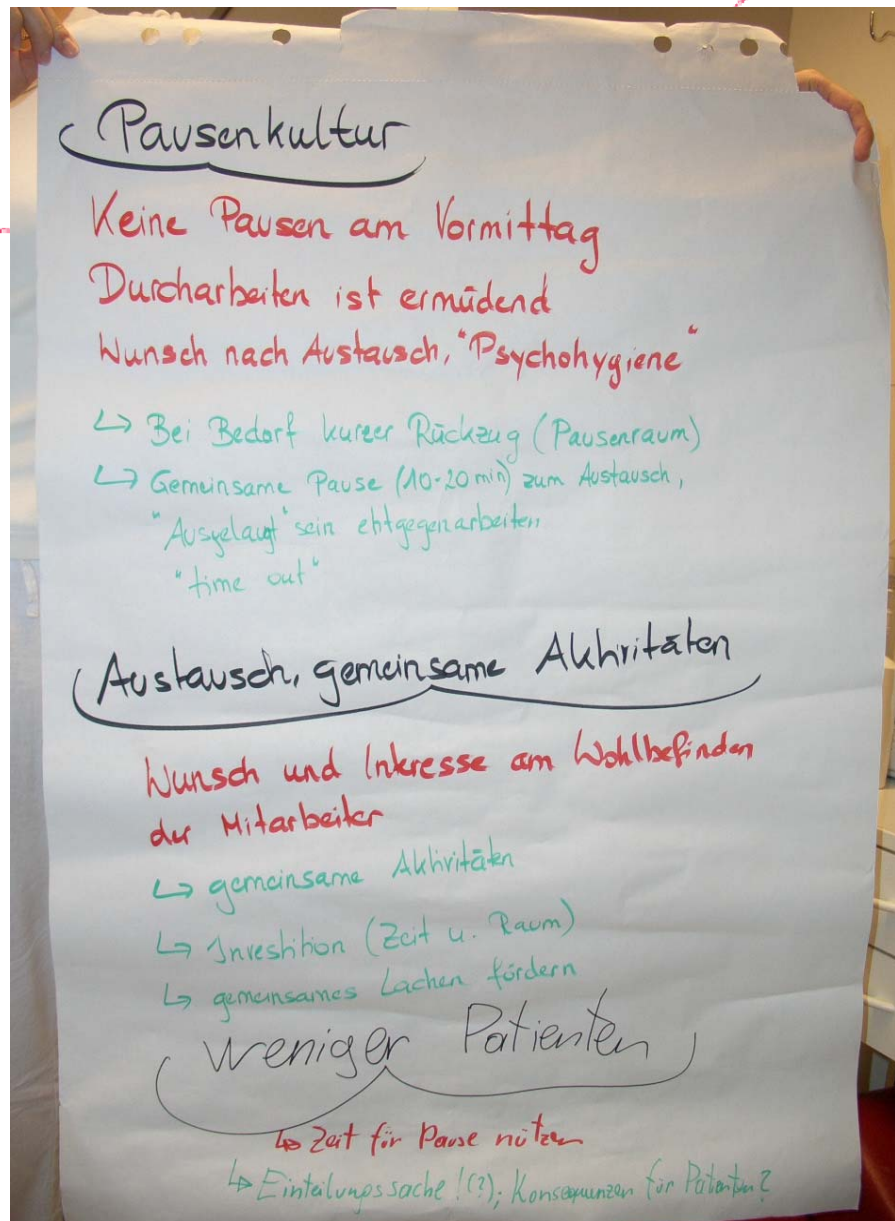 Pausenkultur
Keine Pausen am Vormittag
Durcharbeiten ist ermüdend
Wunsch nach Austausch, "Psychohygiene"
↳ Bei Bedarf kurzer Rückzug (Pausenraum)
↳ Gemeinsame Pause (10-20 min) zum Austausch,
"Ausgelaugt" sein entgegenarbeiten
"time out"
Austausch, gemeinsame Aktivitäten
Wunsch und Interesse am Wohlbefinden
der Mitarbeiter
↳ gemeinsame Aktivitäten
↳ Investition (Zeit u. Raum)
↳ gemeinsames Lachen fördern
weniger Patienten
↳ Zeit für Pause nützen
↳ Einteilungssache!(?); Konsequenzen für Patienten?